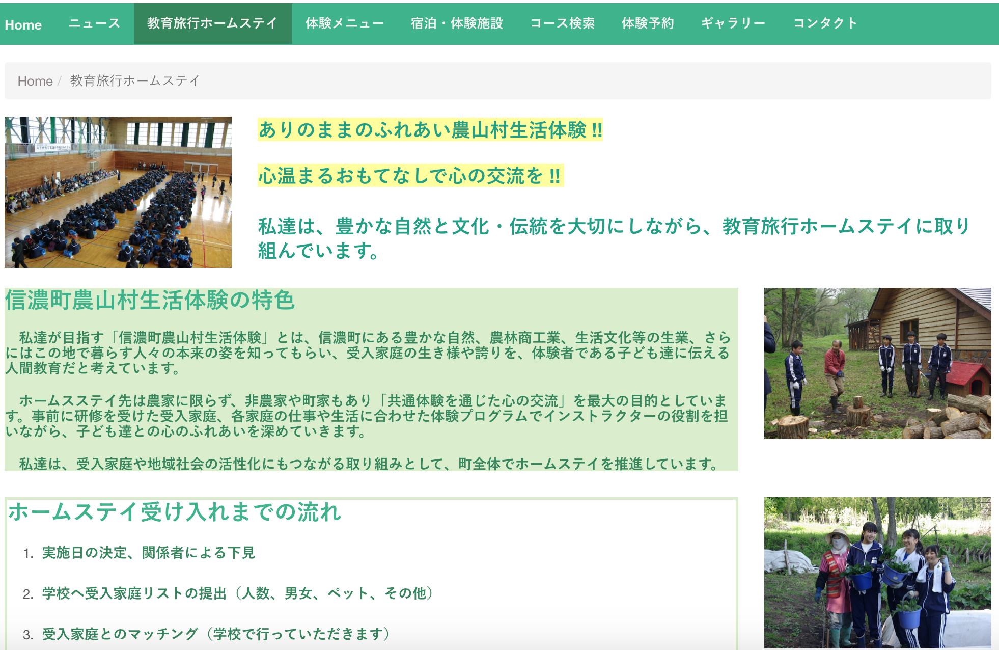 Home ニュース 教育旅行ホームステイ 体験メニュー 宿泊・体験施設 コース検索 体験予約 ギャラリー コンタクト
Home / 教育旅行ホームステイ
ありのままのふれあい農山村生活体験 !!
心温まるおもてなしで心の交流を !!
私達は、豊かな自然と文化・伝統を大切にしながら、教育旅行ホームステイに取り
組んでいます。
信濃町農山村生活体験の特色
私達が目指す「信濃町農山村生活体験」とは、信濃町にある豊かな自然、農林商工業、生活文化等の生業、さら
にはこの地で暮らす人々の本来の姿を知ってもらい、受入家庭の生き様や誇りを、体験者である子ども達に伝える
人間教育だと考えています。
ホームスステイ先は農家に限らず、非農家や町家もあり「共通体験を通じた心の交流」を最大の目的としていま
す。事前に研修を受けた受入家庭、各家庭の仕事や生活に合わせた体験プログラムでインストラクターの役割を担
いながら、子ども達との心のふれあいを深めていきます。
私達は、受入家庭や地域社会の活性化にもつながる取り組みとして、町全体でホームステイを推進しています。
ホームステイ受け入れまでの流れ
1. 実施日の決定、関係者による下見
2. 学校へ受入家庭リストの提出（人数、男女、ペット、その他）
3. 受入家庭とのマッチング（学校で行っていただきます）